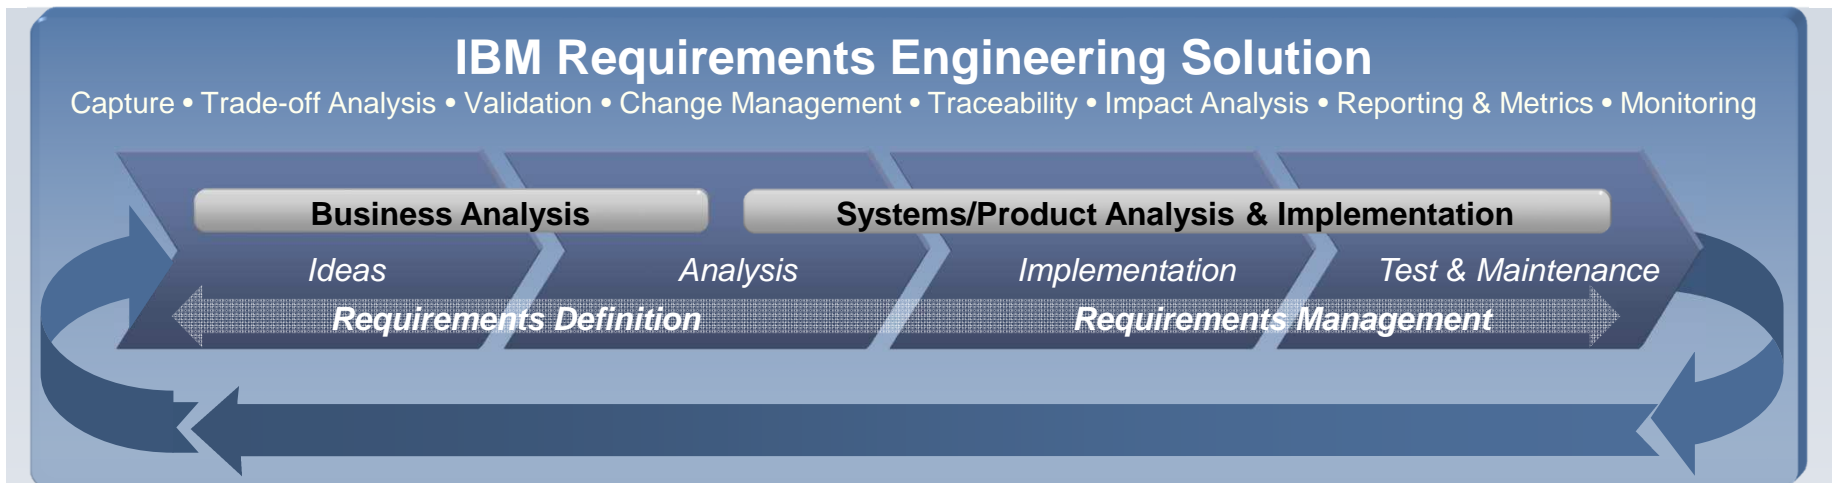 IBM Requirements Engineering Solution
Capture • Trade-off Analysis • Validation • Change Management • Traceability • Impact Analysis • Reporting & Metrics • Monitoring
Business Analysis
Systems/Product Analysis & Implementation
Ideas
Analysis
Implementation
Test & Maintenance
Requirements Definition
Requirements Management